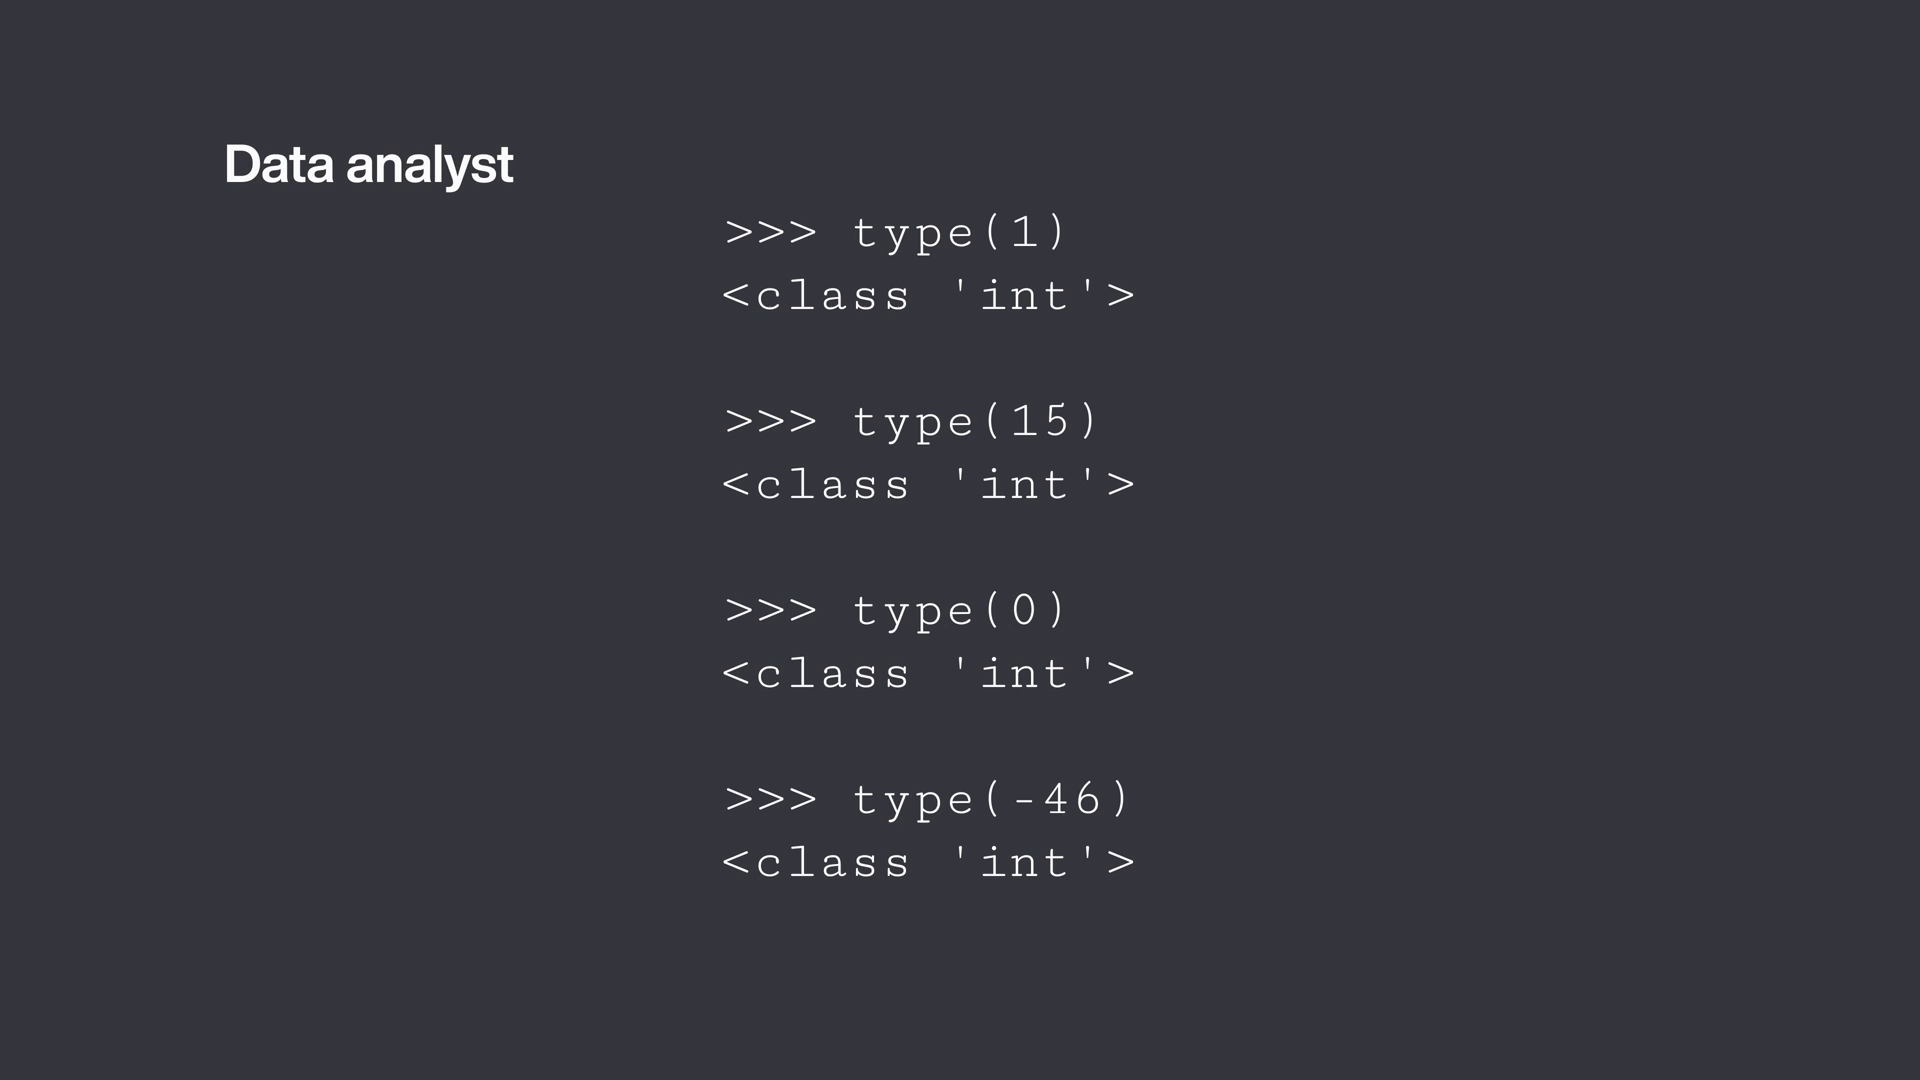 Data analyst
>>> type(1)
<class 'int'>
>>> type(15)
<class 'int'>
>>> type(0)
<class 'int'>
>>> type(-46)
<class 'int'>